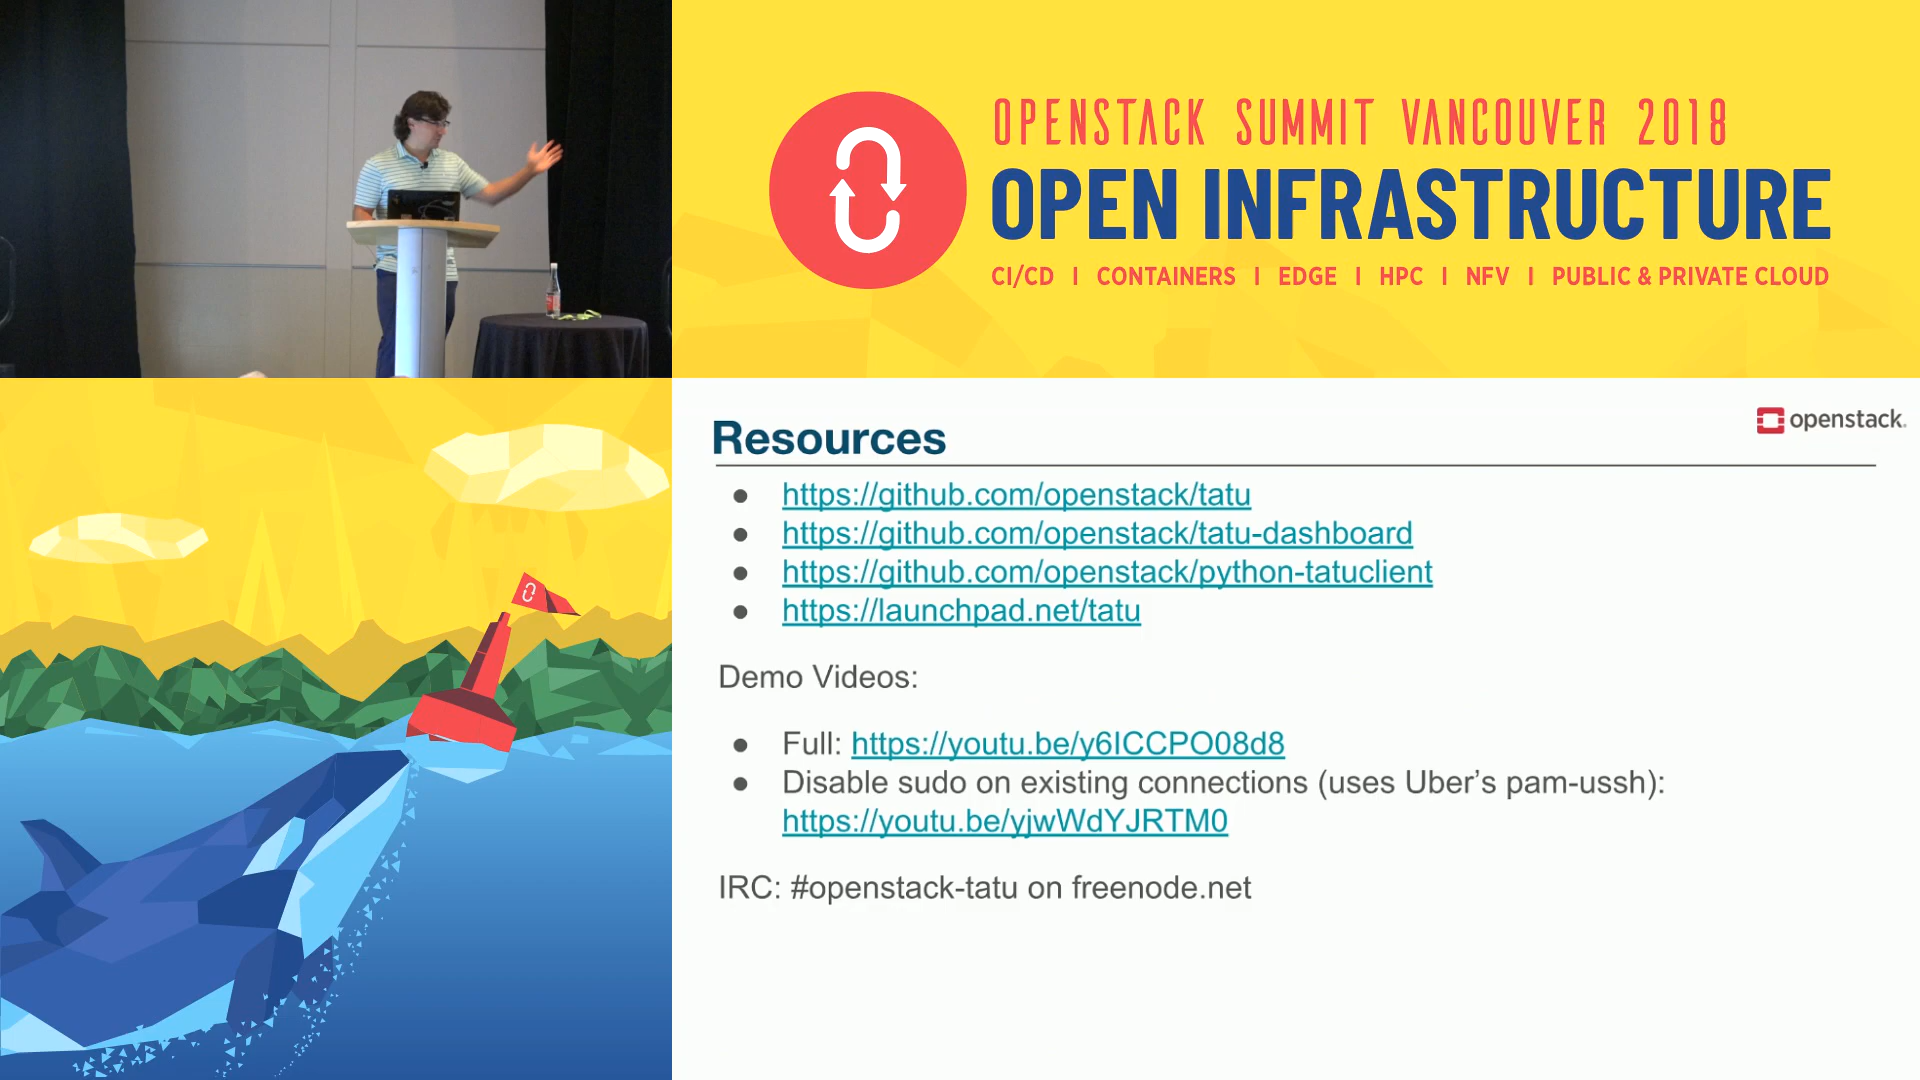 OPENSTACK SUMMIT VANCOUVER 2018
OPEN INFRASTRUCTURE
CI/CD | CONTAINERS | EDGE | HPC | NFV | PUBLIC & PRIVATE CLOUD
openstack.
Resources
● https://github.com/openstack/tatu
● https://github.com/openstack/tatu-dashboard
● https://github.com/openstack/python-tatuclient
● https://launchpad.net/tatu
Demo Videos:
● Full: https://youtu.be/y6ICCPO08d8
● Disable sudo on existing connections (uses Uber’s pam-ussh):
https://youtu.be/yjwWdYJRTM0
IRC: #openstack-tatu on freenode.net